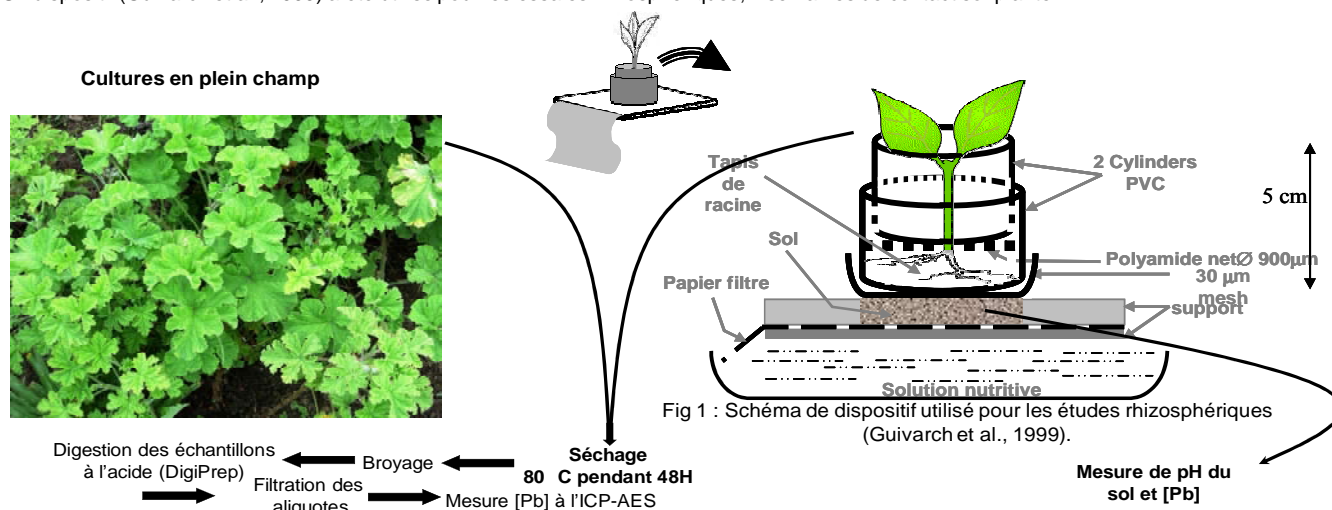 Cultures en plein champ
Tapis
de
racine
2 Cylinders
PVC
5 cm
Sol
Polyamide netØ 900µm
Papier filtre
30 µm
mesh
support
Solution nutritive
Fig 1 : Schéma de dispositif utilisé pour les études rhizosphériques
(Guivarch et al., 1999).
Digestion des échantillons
à l'acide (DigiPrep)
Broyage
Séchage
80 C pendant 48H
Filtration des
aliquotes
Mesure [Pb] à l'ICP-AES
Mesure de pH du
sol et [Pb]